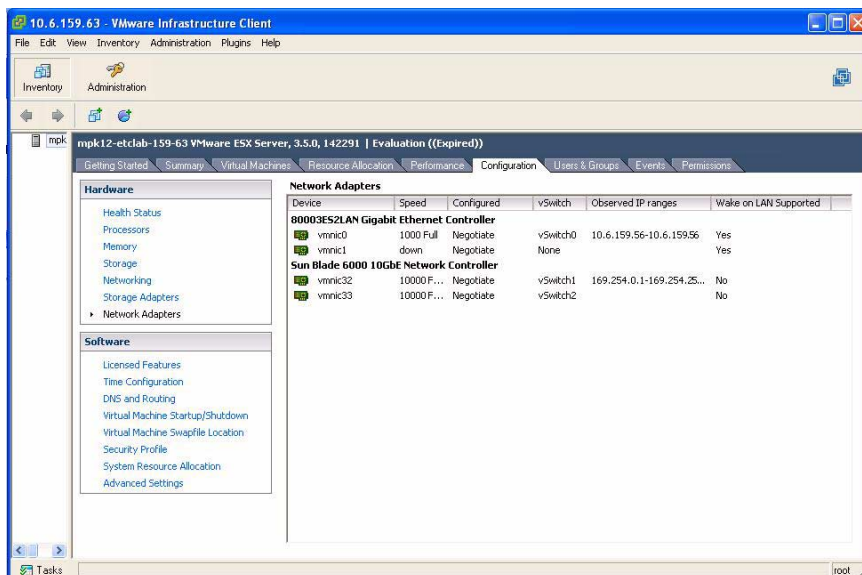 10.6.159.63 - VMware Infrastructure Client
File Edit View Inventory Administration Plugins Help
Inventory Administration
mpk
mpk12-etclab-159-63 VMware ESX Server, 3.5.0, 142291 | Evaluation ((Expired))
Getting Started Summary Virtual Machines Resource Allocation Performance Configuration Users & Groups Events Permissions
Hardware
Health Status
Processors
Memory
Storage
Networking
Storage Adapters
Network Adapters
Software
Licensed Features
Time Configuration
DNS and Routing
Virtual Machine Startup/Shutdown
Virtual Machine Swapfile Location
Security Profile
System Resource Allocation
Advanced Settings
Network Adapters
Device Speed Configured vSwitch Observed IP ranges Wake on LAN Supported
80003ES2LAN Gigabit Ethernet Controller
vmnic0 1000 Full Negotiate vSwitch0 10.6.159.56-10.6.159.56 Yes
vmnic1 down Negotiate None Yes
Sun Blade 6000 10GbE Network Controller
vmnic32 10000 F... Negotiate vSwitch1 169.254.0.1-169.254.25... No
vmnic33 10000 F... Negotiate vSwitch2 No
Tasks root